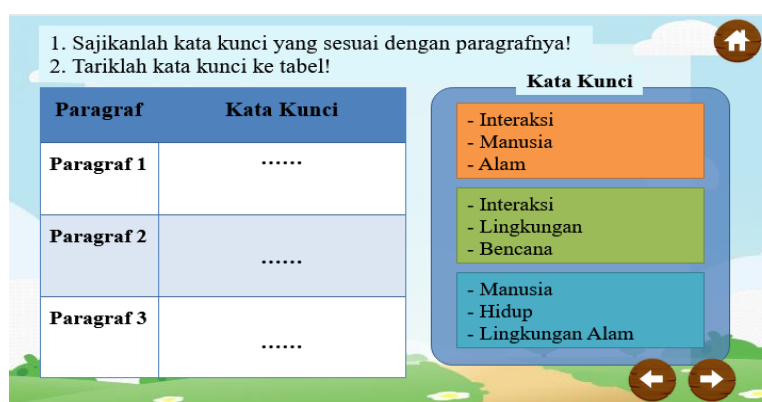 1. Sajikanlah kata kunci yang sesuai dengan paragrafnya!
2. Tariklah kata kunci ke tabel!
Paragraf Kata Kunci
Paragraf 1 ......
Paragraf 2 ......
Paragraf 3 ......
Kata Kunci
- Interaksi
- Manusia
- Alam
- Interaksi
- Lingkungan
- Bencana
- Manusia
- Hidup
- Lingkungan Alam